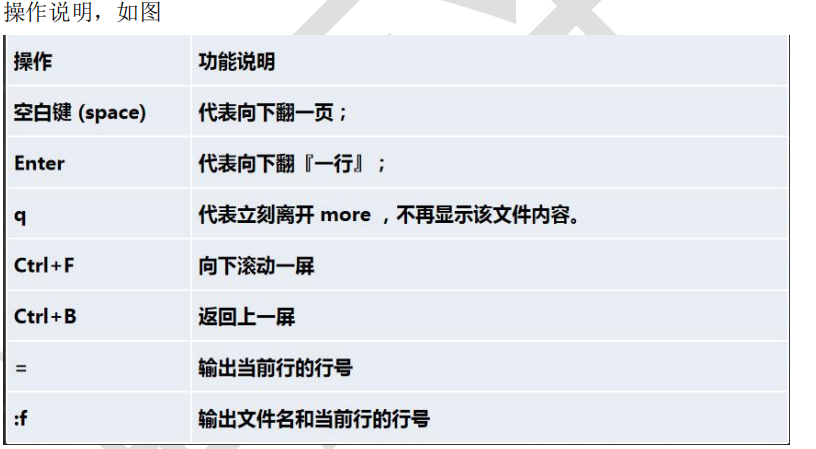 操作说明，如图
操作 功能说明
空白键 (space) 代表向下翻一页；
Enter 代表向下翻『一行』；
q 代表立刻离开 more ，不再显示该文件内容。
Ctrl+F 向下滚动一屏
Ctrl+B 返回上一屏
= 输出当前行的行号
:f 输出文件名和当前行的行号